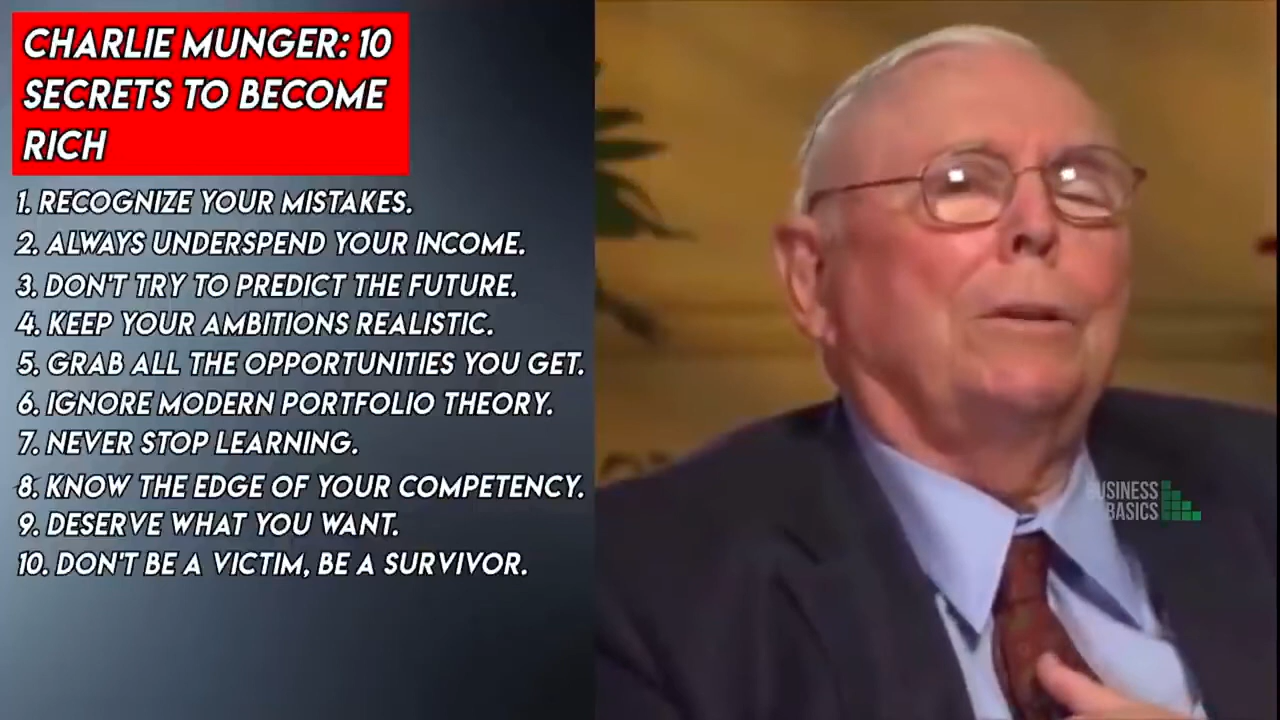 CHARLIE MUNGER: 10
SECRETS TO BECOME
RICH
1. RECOGNIZE YOUR MISTAKES.
2. ALWAYS UNDERSPEND YOUR INCOME.
3. DON'T TRY TO PREDICT THE FUTURE.
4. KEEP YOUR AMBITIONS REALISTIC.
5. GRAB ALL THE OPPORTUNITIES YOU GET.
6. IGNORE MODERN PORTFOLIO THEORY.
7. NEVER STOP LEARNING.
8. KNOW THE EDGE OF YOUR COMPETENCY.
9. DESERVE WHAT YOU WANT.
10. DON'T BE A VICTIM, BE A SURVIVOR.
BUSINESS
BASICS